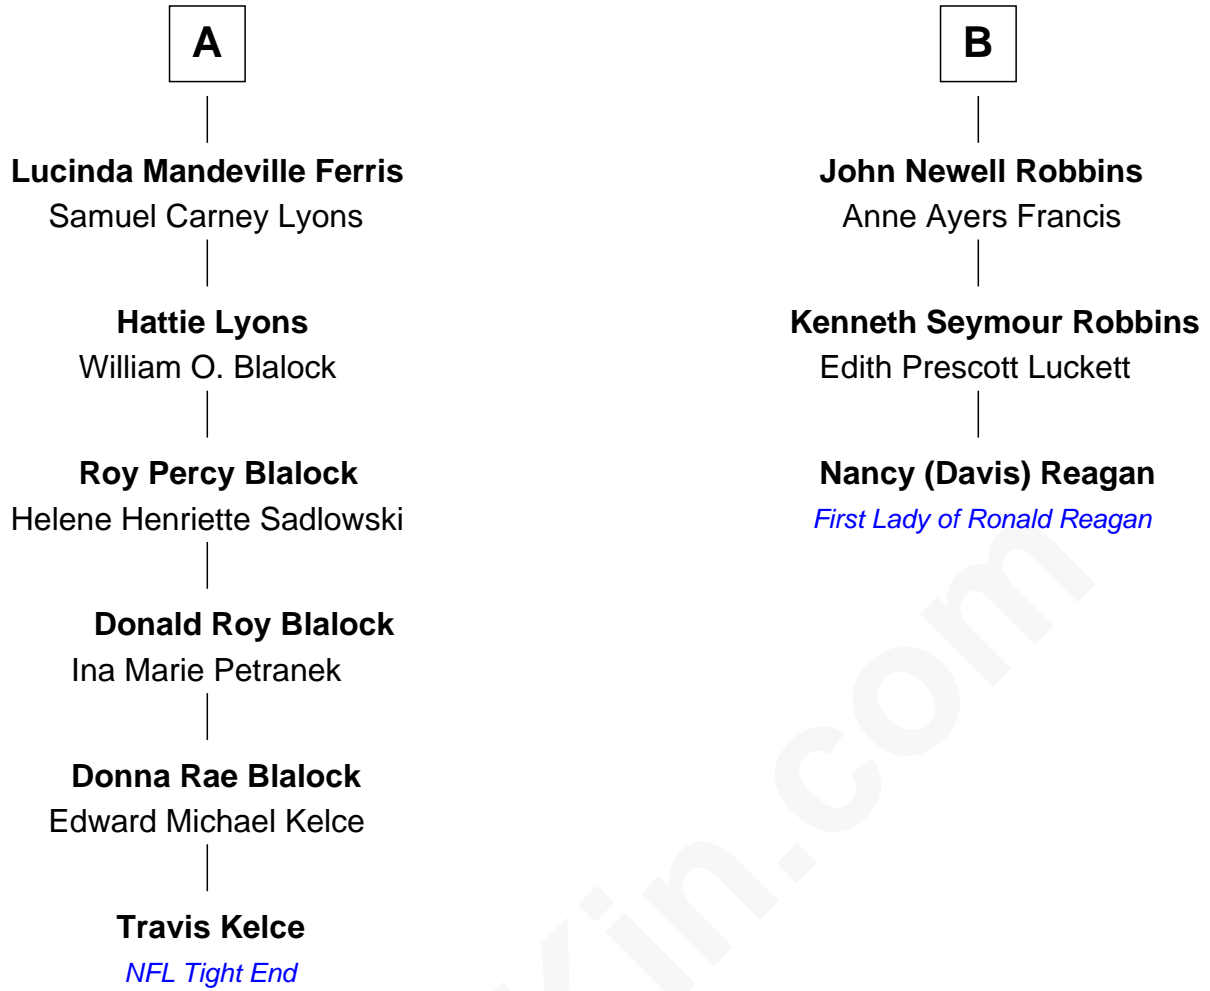 A
Lucinda Mandeville Ferris
Samuel Carney Lyons
Hattie Lyons
William O. Blalock
Roy Percy Blalock
Helene Henriette Sadlowski
Donald Roy Blalock
Ina Marie Petranek
Donna Rae Blalock
Edward Michael Kelce
Travis Kelce
NFL Tight End
B
John Newell Robbins
Anne Ayers Francis
Kenneth Seymour Robbins
Edith Prescott Luckett
Nancy (Davis) Reagan
First Lady of Ronald Reagan
Kin.com